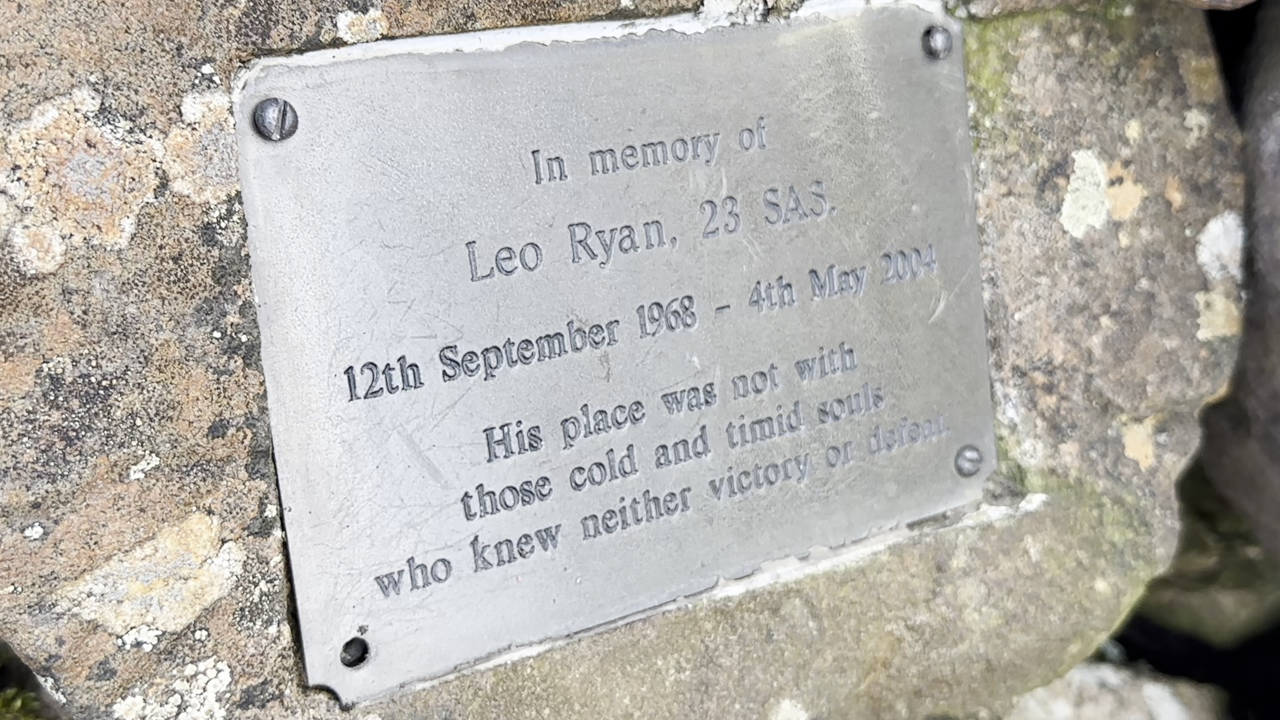 In memory of
Leo Ryan, 23 SAS.
12th September 1968 - 4th May 2004
His place was not with
those cold and timid souls
who knew neither victory or defeat.